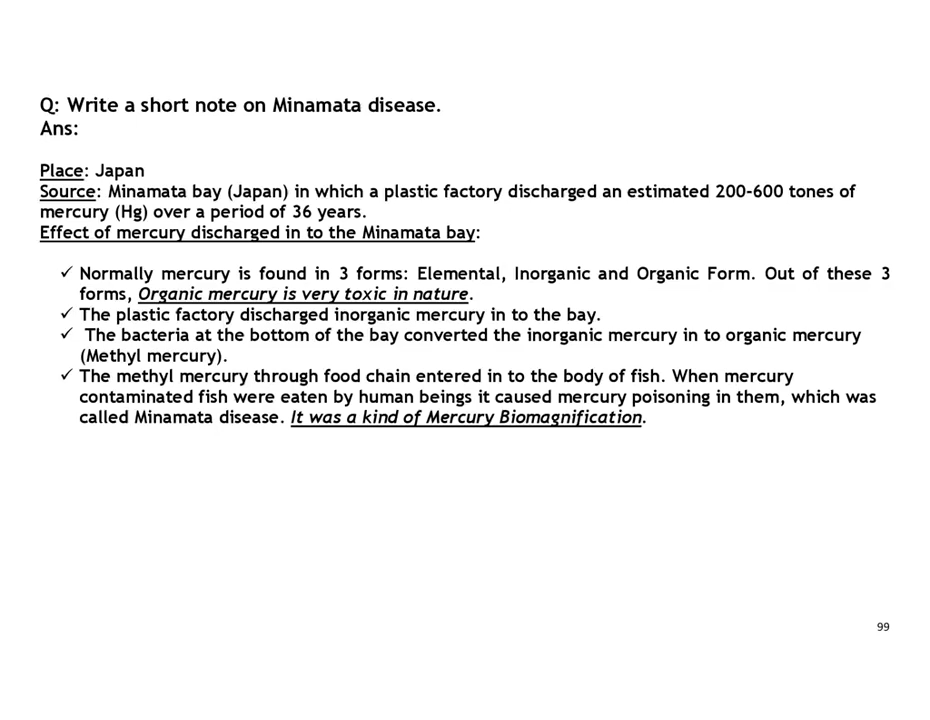 Q: Write a short note on Minamata disease.
Ans:
Place: Japan
Source: Minamata bay (Japan) in which a plastic factory discharged an estimated 200-600 tones of
mercury (Hg) over a period of 36 years.
Effect of mercury discharged in to the Minamata bay:
✓ Normally mercury is found in 3 forms: Elemental, Inorganic and Organic Form. Out of these 3
forms, Organic mercury is very toxic in nature.
✓ The plastic factory discharged inorganic mercury in to the bay.
✓ The bacteria at the bottom of the bay converted the inorganic mercury in to organic mercury
(Methyl mercury).
✓ The methyl mercury through food chain entered in to the body of fish. When mercury
contaminated fish were eaten by human beings it caused mercury poisoning in them, which was
called Minamata disease. It was a kind of Mercury Biomagnification.
99